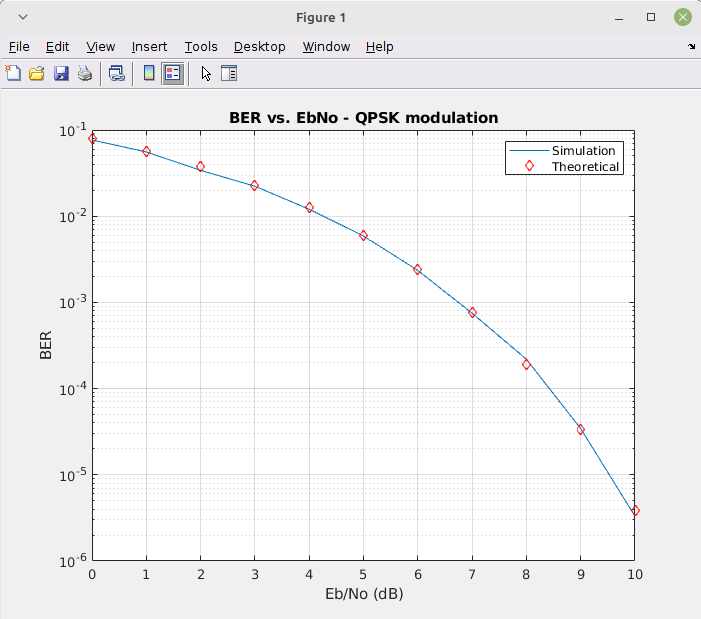 Figure 1
File Edit View Insert Tools Desktop Window Help
BER vs. EbNo - QPSK modulation
Simulation
Theoretical
10^-1
10^-2
10^-3
10^-4
10^-5
10^-6
BER
0 1 2 3 4 5 6 7 8 9 10
Eb/No (dB)